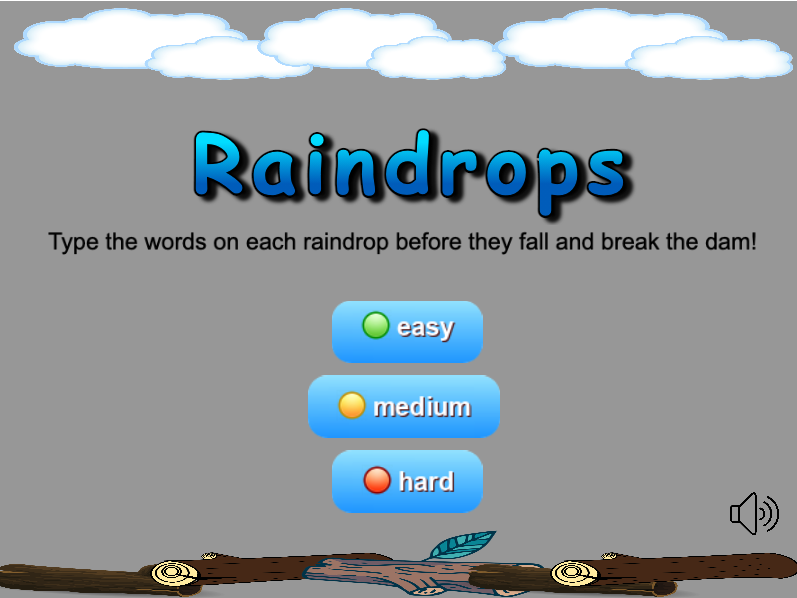 Raindrops
Type the words on each raindrop before they fall and break the dam!
easy
medium
hard